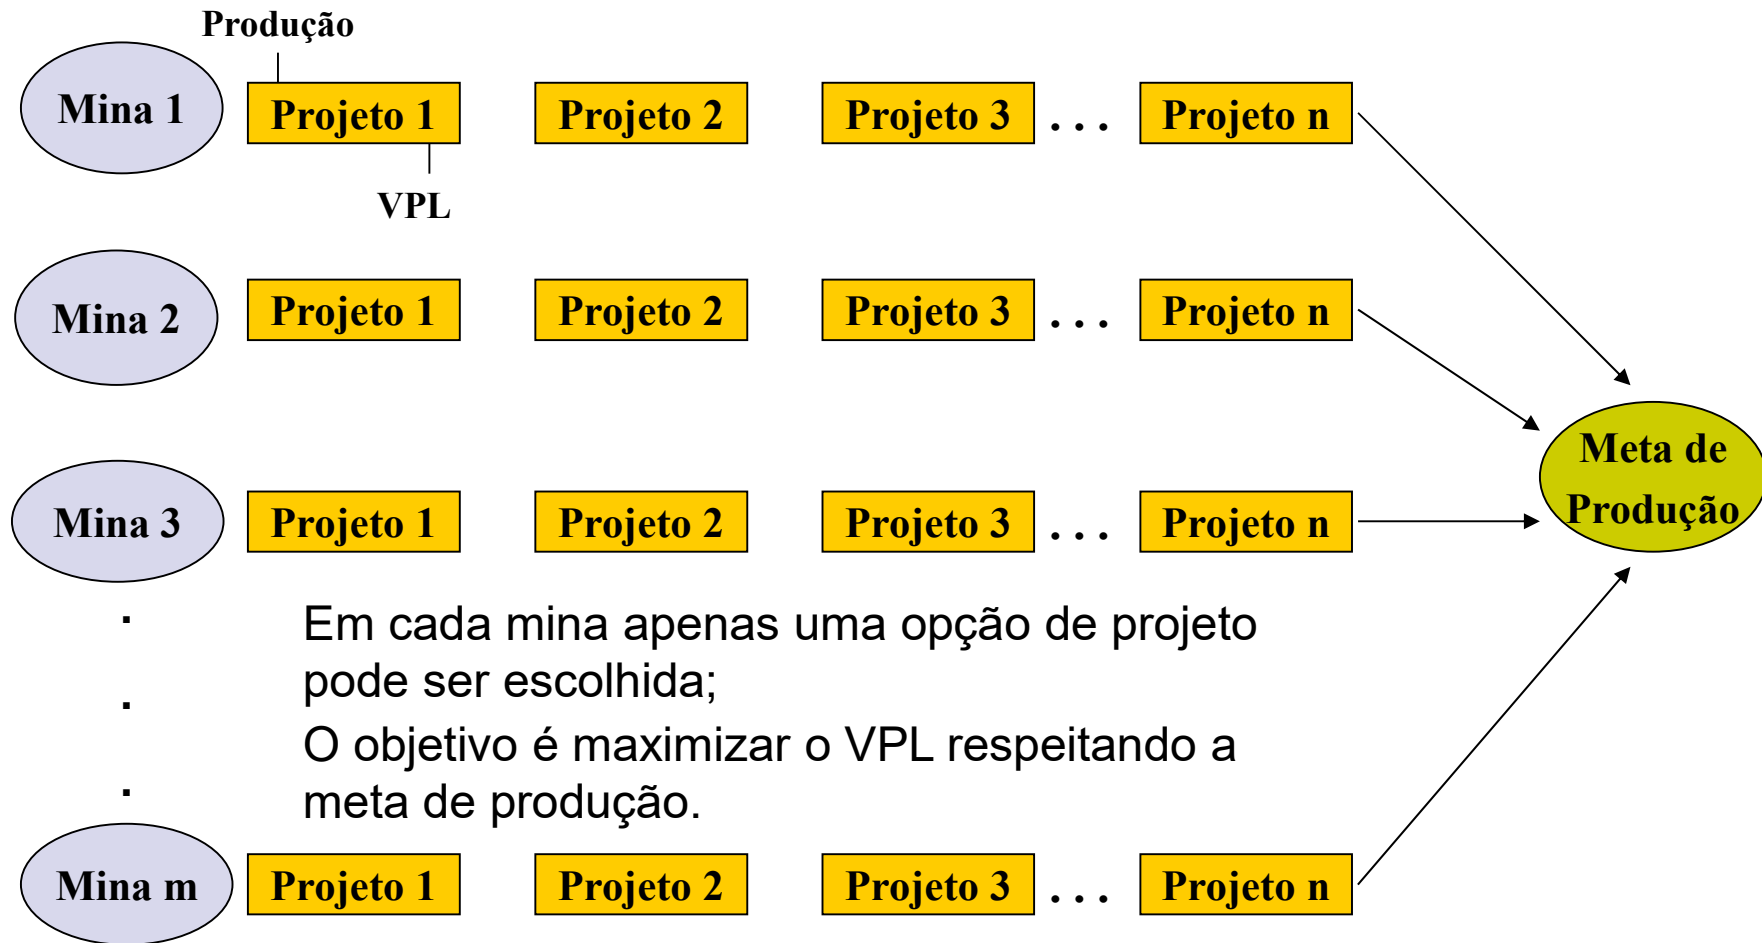 Produção
Mina 1 Projeto 1 Projeto 2 Projeto 3 . . . Projeto n
VPL
Mina 2 Projeto 1 Projeto 2 Projeto 3 . . . Projeto n
Meta de
Produção
Mina 3 Projeto 1 Projeto 2 Projeto 3 . . . Projeto n
.
.
.
Em cada mina apenas uma opção de projeto
pode ser escolhida;
O objetivo é maximizar o VPL respeitando a
meta de produção.
Mina m Projeto 1 Projeto 2 Projeto 3 . . . Projeto n